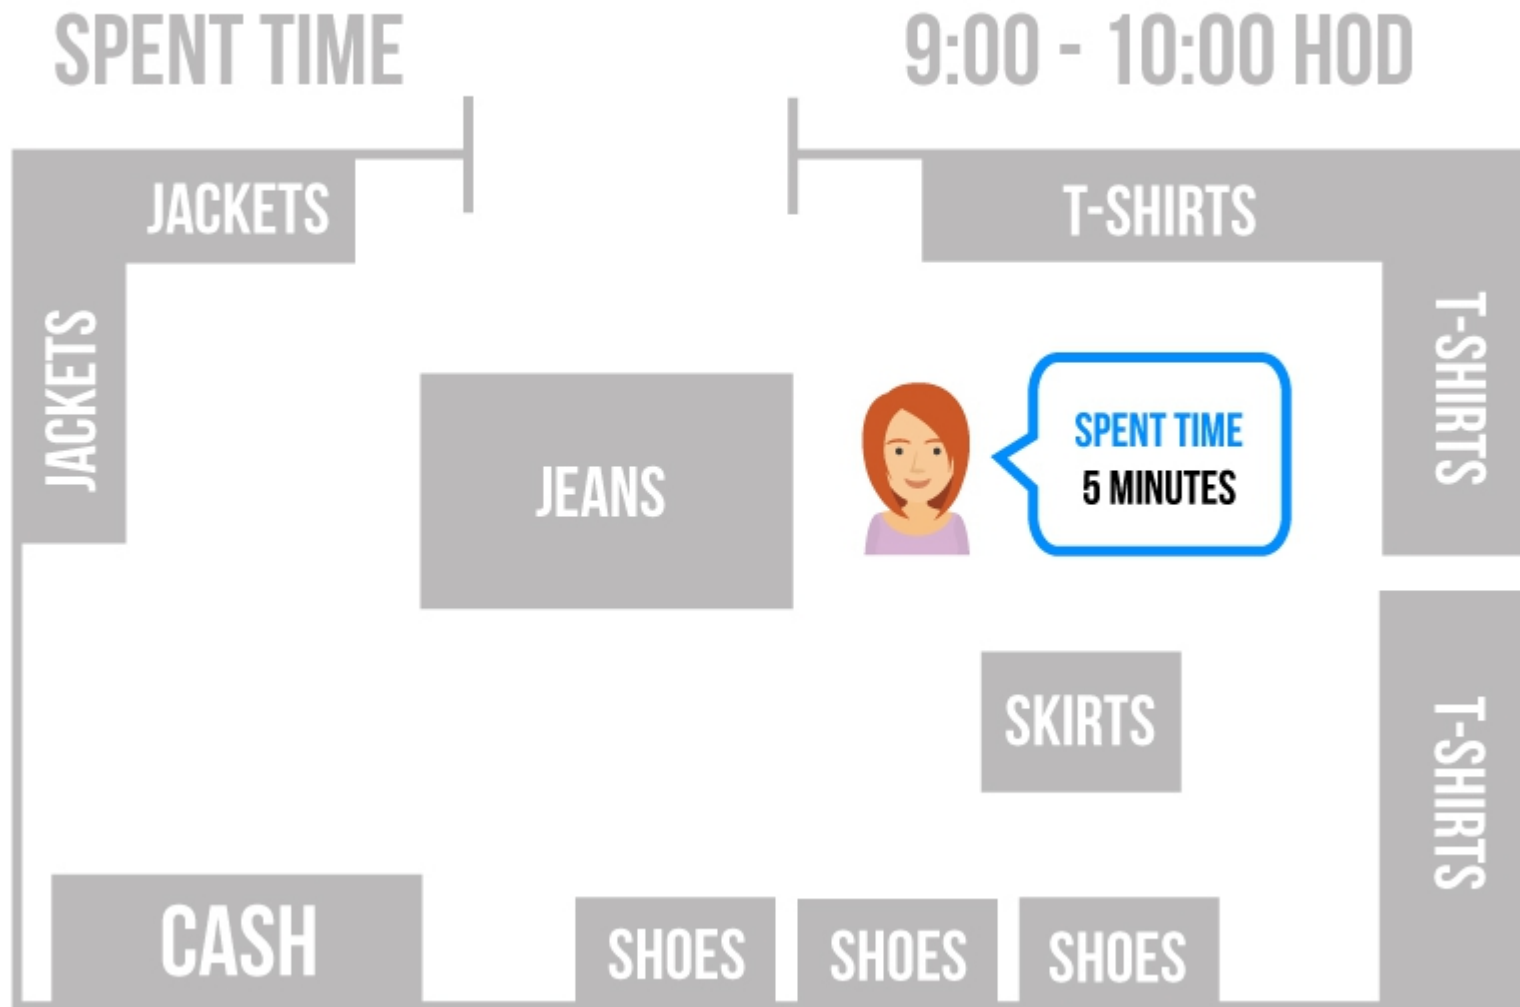 SPENT TIME
9:00 - 10:00 HOD
JACKETS
T-SHIRTS
JACKETS
T-SHIRTS
SPENT TIME
5 MINUTES
JEANS
SKIRTS
T-SHIRTS
CASH
SHOES
SHOES
SHOES